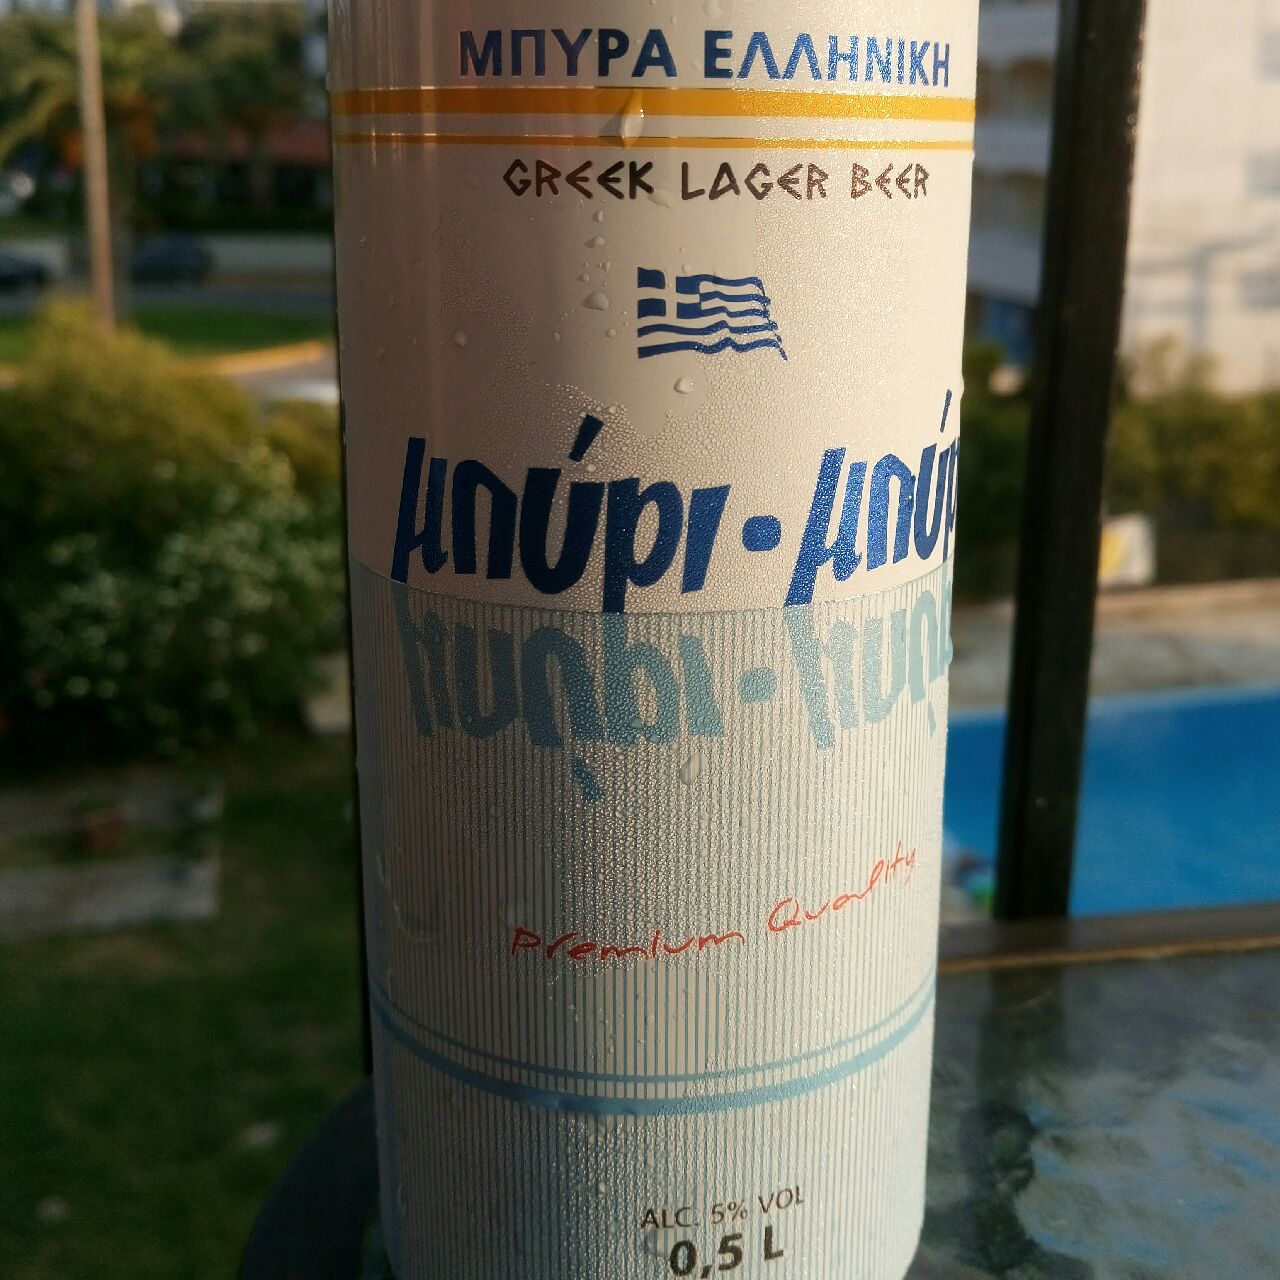 ΜΠΥΡΑ ΕΛΛΗΝΙΚΗ
GREEK LAGER BEER
μπύρι • μπύρ
Premium Quality
ALC. 5% VOL
0,5 L